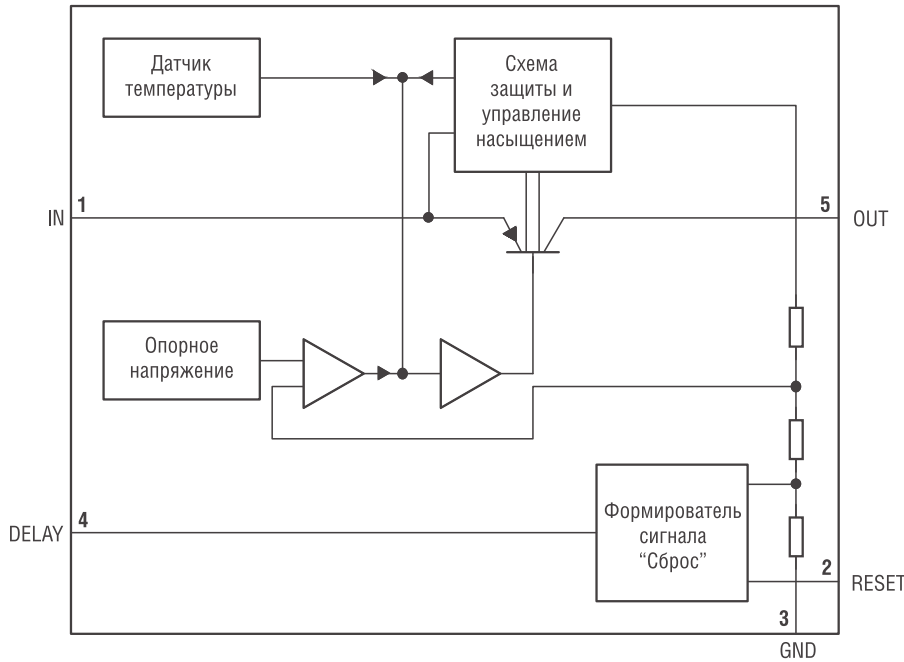 Датчик
температуры
Схема
защиты и
управление
насыщением
1
IN
5
OUT
Опорное
напряжение
4
DELAY
Формирователь
сигнала
“Сброс”
2
RESET
3
GND